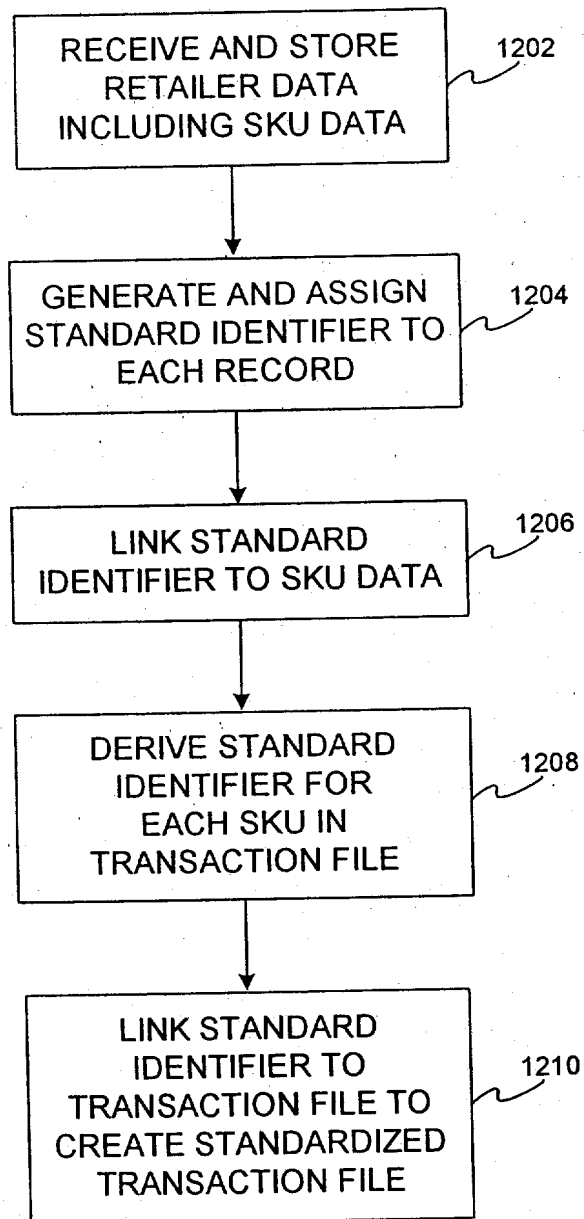 RECEIVE AND STORE
RETAILER DATA
INCLUDING SKU DATA
1202
GENERATE AND ASSIGN
STANDARD IDENTIFIER TO
EACH RECORD
1204
LINK STANDARD
IDENTIFIER TO SKU DATA
1206
DERIVE STANDARD
IDENTIFIER FOR
EACH SKU IN
TRANSACTION FILE
1208
LINK STANDARD
IDENTIFIER TO
TRANSACTION FILE TO
CREATE STANDARDIZED
TRANSACTION FILE
1210